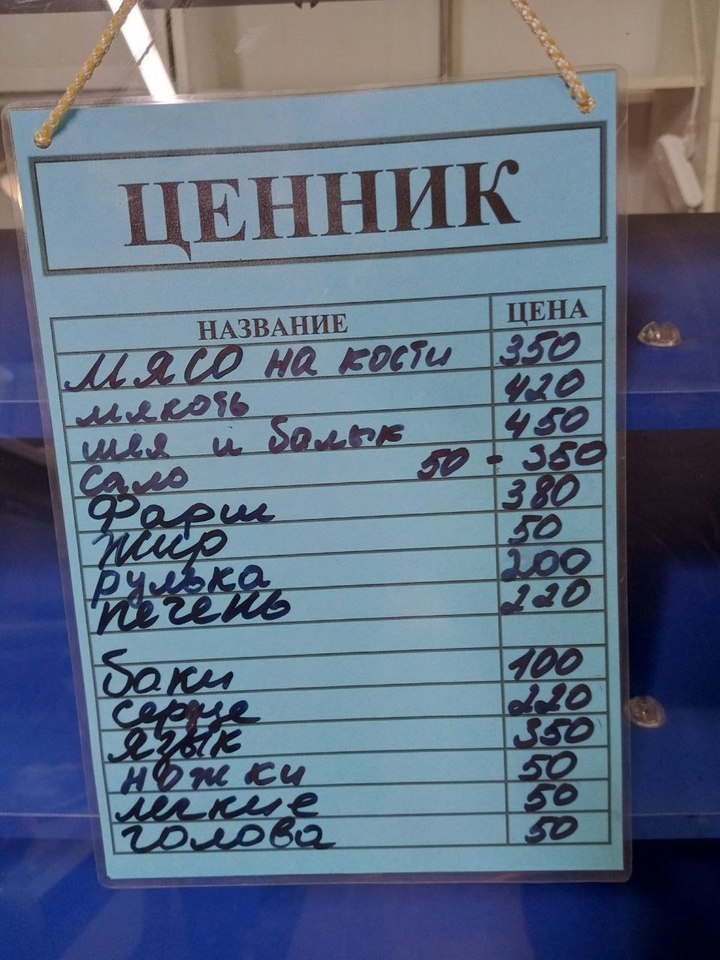 ЦЕННИК
НАЗВАНИЕ ЦЕНА
Мясо на кости 350
мякоть 420
шея и балык 450
Сало 50 - 350
Фарш 380
Жир 50
рулька 200
печень 220
баки 100
серце 220
язык 350
ножки 50
легкие 50
голова 50